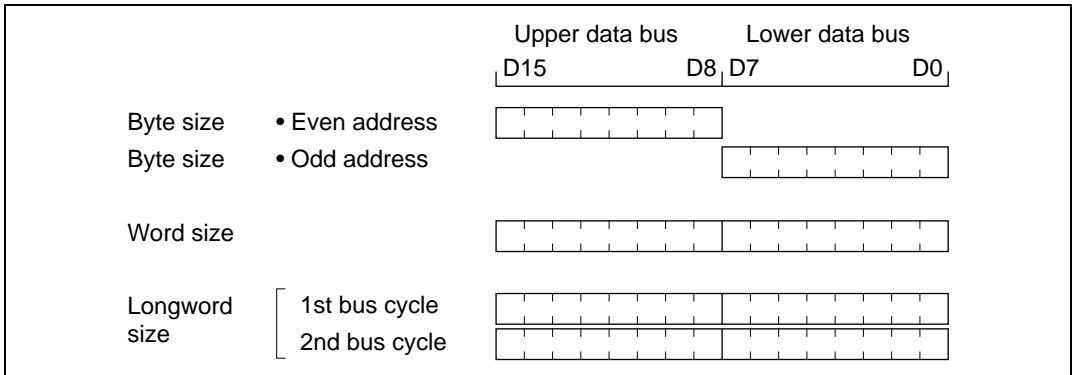 Upper data bus Lower data bus
D15 D8 D7 D0
Byte size • Even address
Byte size • Odd address
Word size
Longword size 1st bus cycle
2nd bus cycle